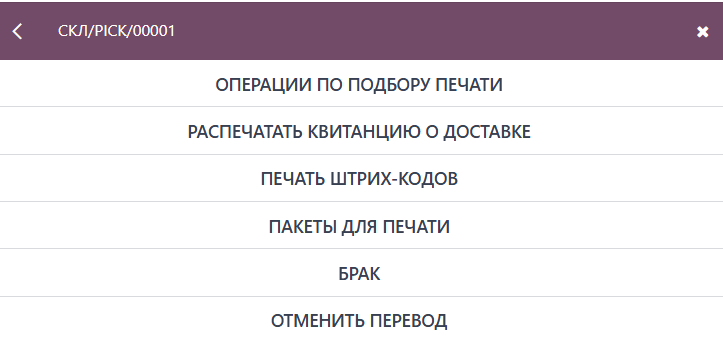 СКЛ/PICK/00001
ОПЕРАЦИИ ПО ПОДБОРУ ПЕЧАТИ
РАСПЕЧАТАТЬ КВИТАНЦИЮ О ДОСТАВКЕ
ПЕЧАТЬ ШТРИХ-КОДОВ
ПАКЕТЫ ДЛЯ ПЕЧАТИ
БРАК
ОТМЕНИТЬ ПЕРЕВОД